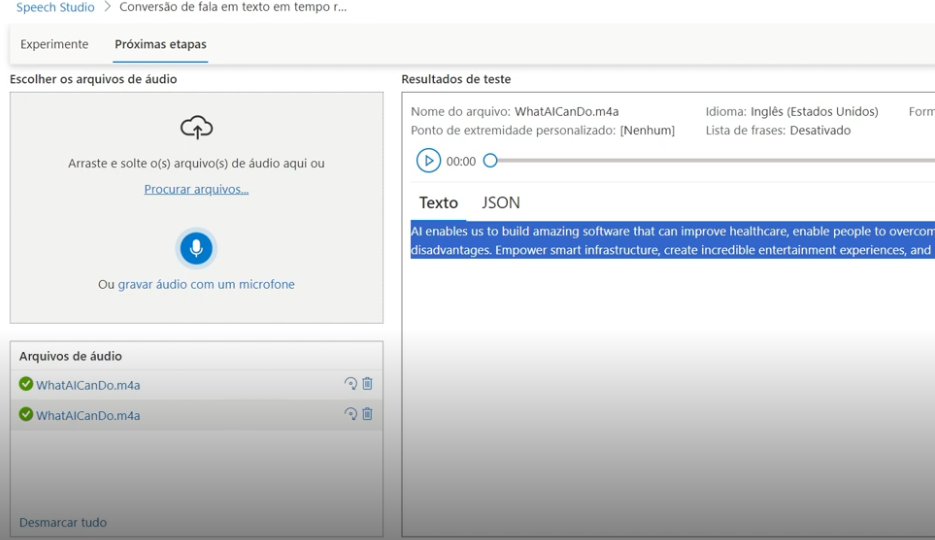 Speech Studio > Conversão de fala em texto em tempo r...
Experimente Próximas etapas
Escolher os arquivos de áudio
Arraste e solte o(s) arquivo(s) de áudio aqui ou
Procurar arquivos...
Ou gravar áudio com um microfone
Arquivos de áudio
WhatAICanDo.m4a
WhatAICanDo.m4a
Desmarcar tudo
Resultados de teste
Nome do arquivo: WhatAICanDo.m4a Idioma: Inglês (Estados Unidos) Form
Ponto de extremidade personalizado: [Nenhum] Lista de frases: Desativado
00:00
Texto JSON
AI enables us to build amazing software that can improve healthcare, enable people to overcom
disadvantages. Empower smart infrastructure, create incredible entertainment experiences, and